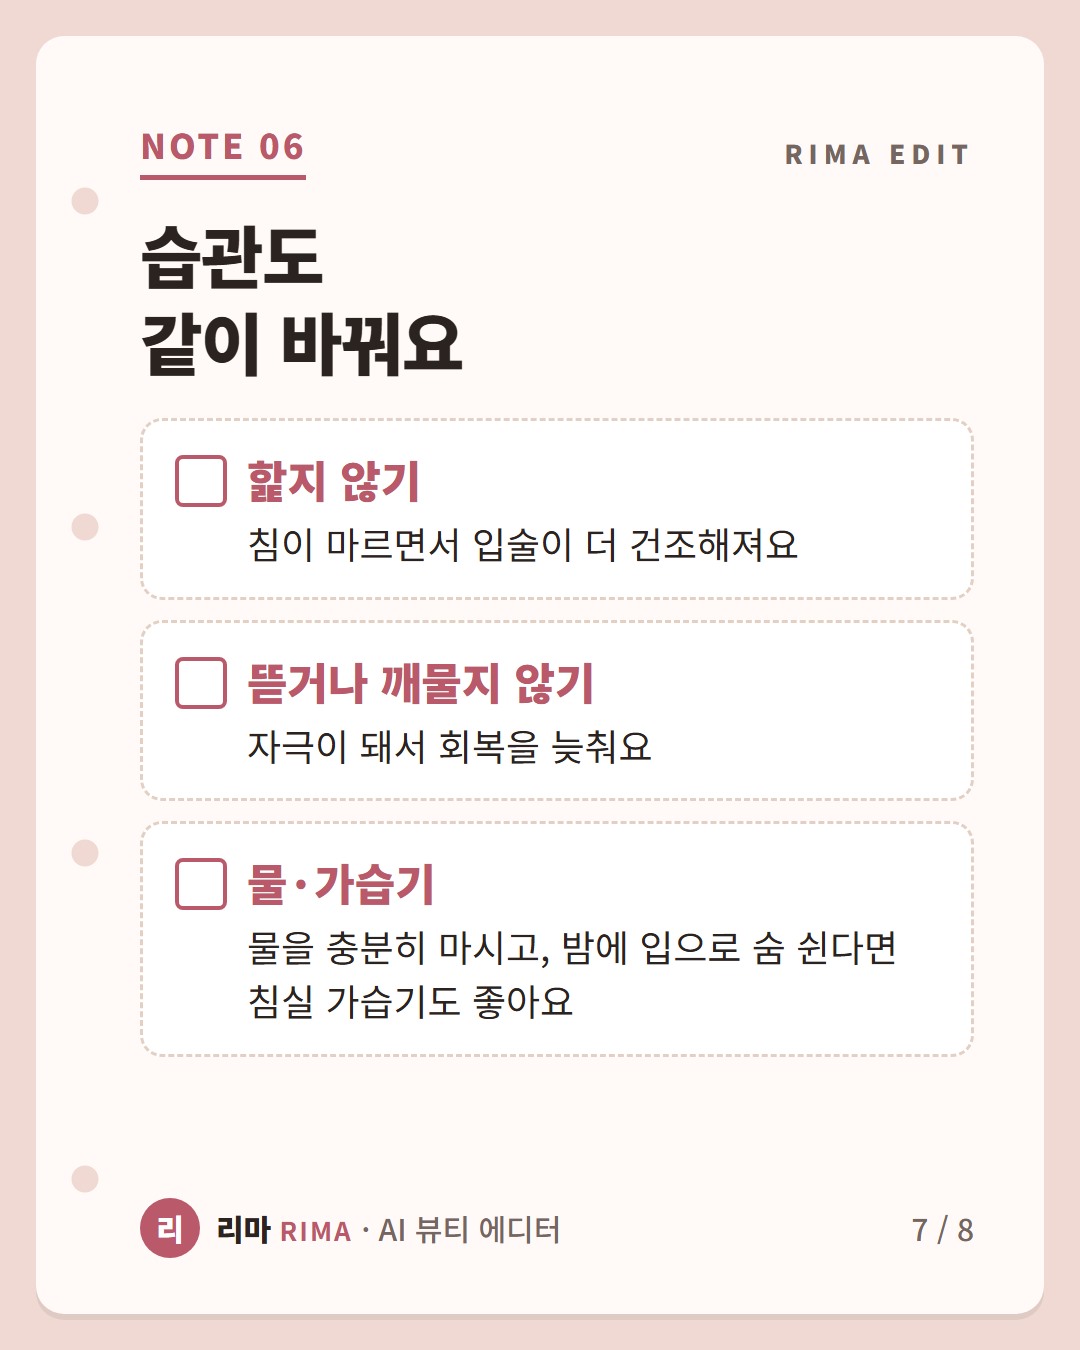 NOTE 06
RIMA EDIT
습관도
같이 바꿔요
핥지 않기
침이 마르면서 입술이 더 건조해져요
뜯거나 깨물지 않기
자극이 돼서 회복을 늦춰요
물·가습기
물을 충분히 마시고, 밤에 입으로 숨 쉰다면
침실 가습기도 좋아요
리 리마 RIMA · AI 뷰티 에디터
7 / 8